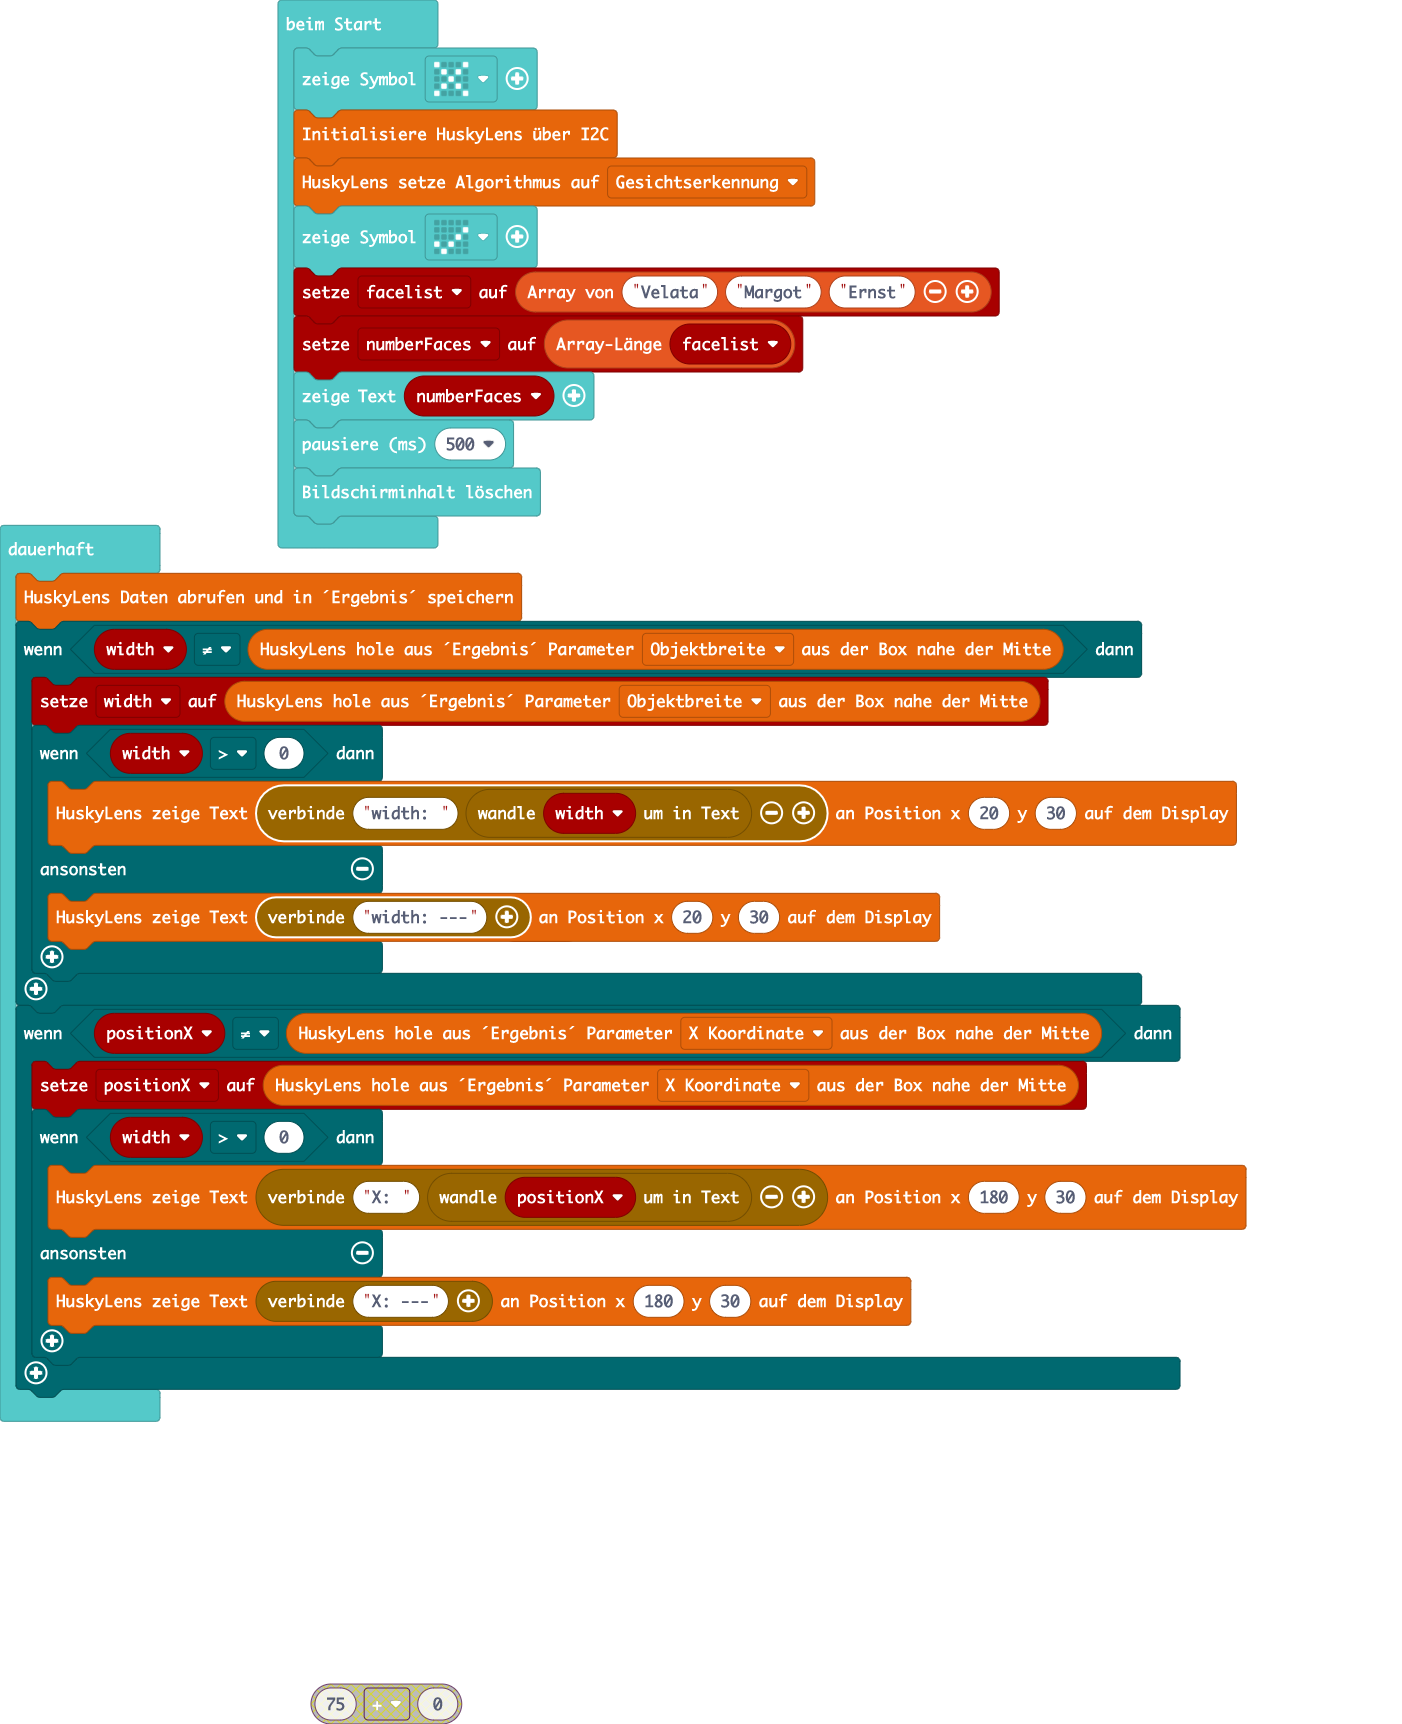 beim Start
zeige Symbol
Initialisiere HuskyLens über I2C
HuskyLens setze Algorithmus auf Gesichtserkennung
zeige Symbol
setze facelist auf Array von "Velata" "Margot" "Ernst"
setze numberFaces auf Array-Länge facelist
zeige Text numberFaces
pausiere (ms) 500
Bildschirminhalt löschen
dauerhaft
HuskyLens Daten abrufen und in ´Ergebnis´ speichern
wenn width ≠ HuskyLens hole aus ´Ergebnis´ Parameter Objektbreite aus der Box nahe der Mitte dann
setze width auf HuskyLens hole aus ´Ergebnis´ Parameter Objektbreite aus der Box nahe der Mitte
wenn width > 0 dann
HuskyLens zeige Text verbinde "width: " wandle width um in Text an Position x 20 y 30 auf dem Display
ansonsten
HuskyLens zeige Text verbinde "width: ---" an Position x 20 y 30 auf dem Display
wenn positionX ≠ HuskyLens hole aus ´Ergebnis´ Parameter X Koordinate aus der Box nahe der Mitte dann
setze positionX auf HuskyLens hole aus ´Ergebnis´ Parameter X Koordinate aus der Box nahe der Mitte
wenn width > 0 dann
HuskyLens zeige Text verbinde "X: " wandle positionX um in Text an Position x 180 y 30 auf dem Display
ansonsten
HuskyLens zeige Text verbinde "X: ---" an Position x 180 y 30 auf dem Display
75 + 0